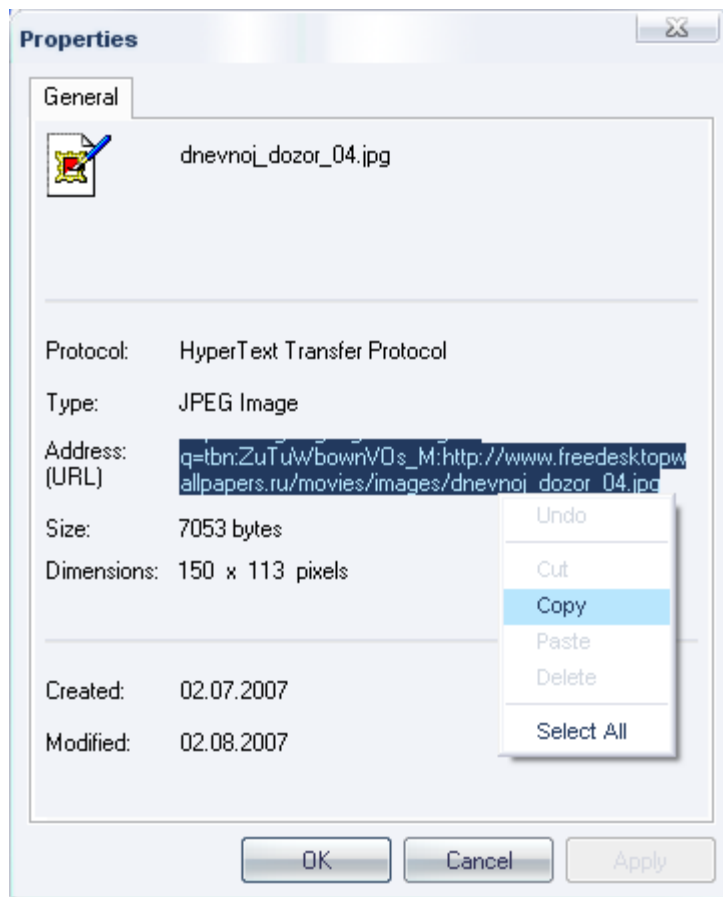 Properties
General
dnevnoj_dozor_04.jpg
Protocol: HyperText Transfer Protocol
Type: JPEG Image
Address: (URL) q=tbn:ZuTuWbownVOs_M:http://www.freedesktopw
allpapers.ru/movies/images/dnevnoj_dozor_04.jpg
Size: 7053 bytes
Dimensions: 150 x 113 pixels
Created: 02.07.2007
Modified: 02.08.2007
Undo
Cut
Copy
Paste
Delete
Select All
OK Cancel Apply